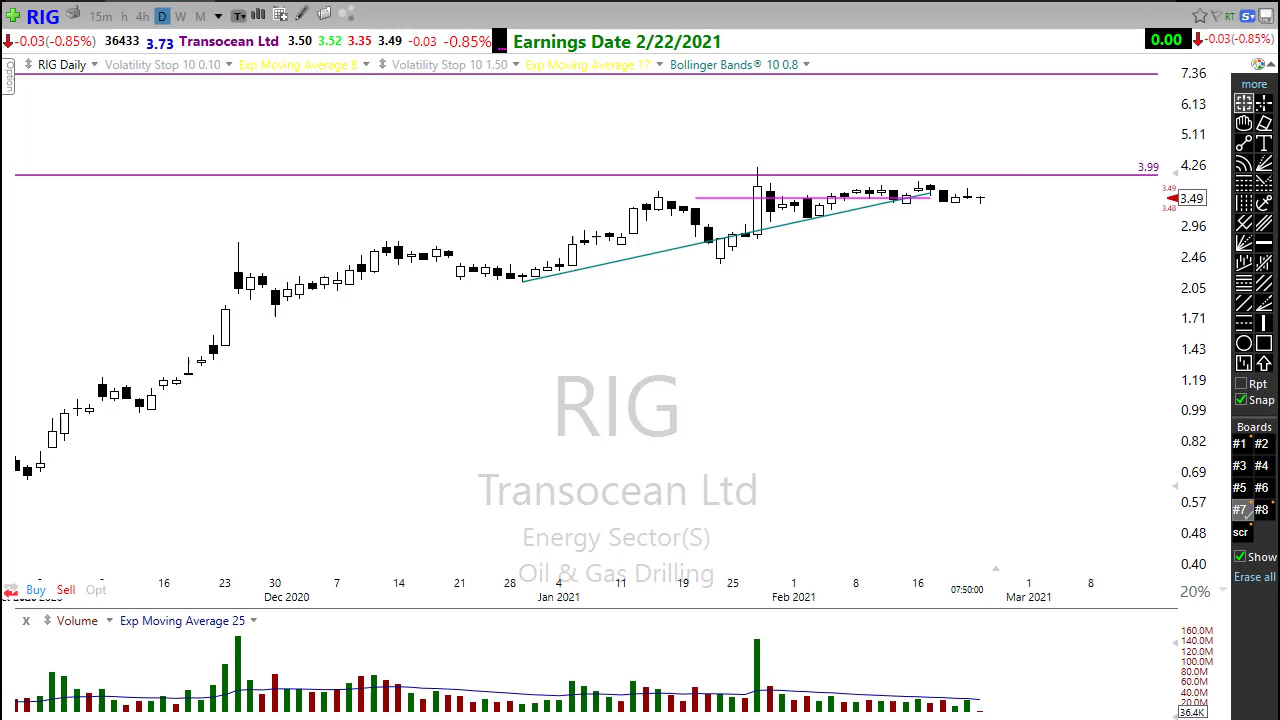 RIG 15m h 4h D W M T RT S
-0.03(-0.85%) 36433 3.73 Transocean Ltd 3.50 3.52 3.35 3.49 -0.03 -0.85% Earnings Date 2/22/2021 0.00 -0.03(-0.85%)
RIG Daily Volatility Stop 10 0.10 Exp Moving Average 8 Volatility Stop 10 1.50 Exp Moving Average 17 Bollinger Bands® 10 0.8
Option
7.36
more
6.13
5.11
3.99
4.26
3.49
3.49
3.48
2.96
2.46
2.05
1.71
1.43
1.19
0.99
0.82
0.69
0.57
0.48
0.40
Rpt
Snap
Boards
#1 #2
#3 #4
#5 #6
#7 #8
scr
Show
Erase all
RIG
Transocean Ltd
Energy Sector(S)
Oil & Gas Drilling
Buy Sell Opt
16 23 30 7 14 21 28 4 11 19 25 1 8 16 07:50:00 1 8
Dec 2020 Jan 2021 Feb 2021 Mar 2021
20%
x Volume Exp Moving Average 25
160.0M
140.0M
120.0M
100.0M
80.0M
60.0M
40.0M
20.0M
36.4K